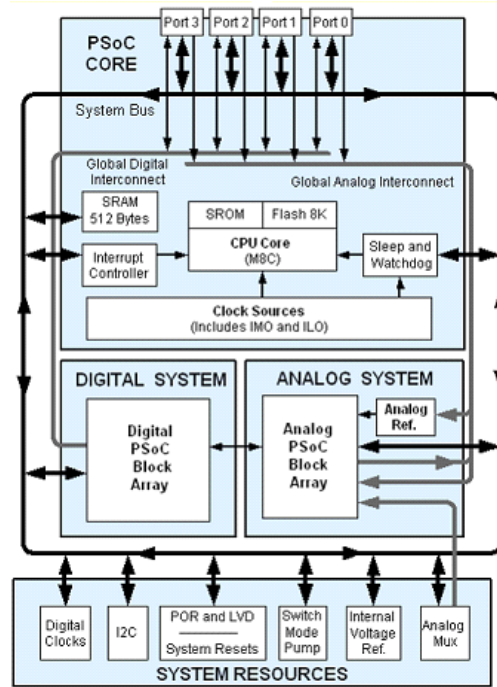 Port 3 Port 2 Port 1 Port 0
PSoC
CORE
System Bus
Global Digital
Interconnect
Global Analog Interconnect
SRAM
512 Bytes
SROM Flash 8K
CPU Core
(M8C)
Interrupt
Controller
Sleep and
Watchdog
Clock Sources
(Includes IMO and ILO)
DIGITAL SYSTEM
ANALOG SYSTEM
Digital
PSoC
Block
Array
Analog
PSoC
Block
Array
Analog
Ref.
Digital
Clocks
I2C
POR and LVD
System Resets
Switch
Mode
Pump
Internal
Voltage
Ref.
Analog
Mux
SYSTEM RESOURCES